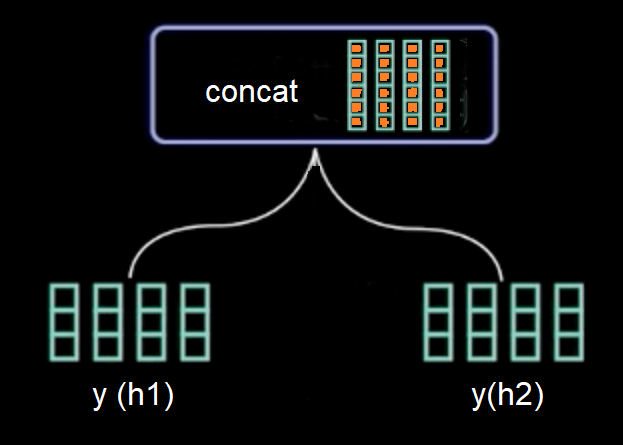 concat
y (h1)
y(h2)